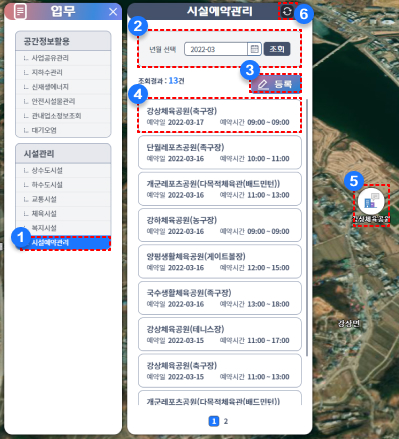 업무
×
공간정보활용
ㄴ 사업공유관리
ㄴ 지하수관리
ㄴ 신재생에너지
ㄴ 안전시설물관리
ㄴ 관내업소정보조회
ㄴ 대기오염
시설관리
ㄴ 상수도시설
ㄴ 하수도시설
ㄴ 교통시설
ㄴ 체육시설
ㄴ 복지시설
1
시설예약관리
시설예약관리
6
2
년월 선택
2022-03
조회
조회결과 : 13건
3
등록
4
강상체육공원(축구장)
예약일 2022-03-17 예약시간 09:00 ~ 09:00
단월레포츠공원(족구장)
예약일 2022-03-16 예약시간 10:00 ~ 11:00
개군레포츠공원(다목적체육관(배드민턴))
예약일 2022-03-16 예약시간 11:00 ~ 13:00
강하체육공원(농구장)
예약일 2022-03-16 예약시간 09:00 ~ 09:00
양평생활체육공원(게이트볼장)
예약일 2022-03-16 예약시간 12:00 ~ 15:00
국수생활체육공원(족구장)
예약일 2022-03-16 예약시간 13:00 ~ 18:00
강상체육공원(테니스장)
예약일 2022-03-15 예약시간 11:00 ~ 17:00
강상체육공원(축구장)
예약일 2022-03-15 예약시간 11:00 ~ 13:00
개군레포츠공원(다목적체육관(배드민턴))
1 2
5
강상체육공원
강상면